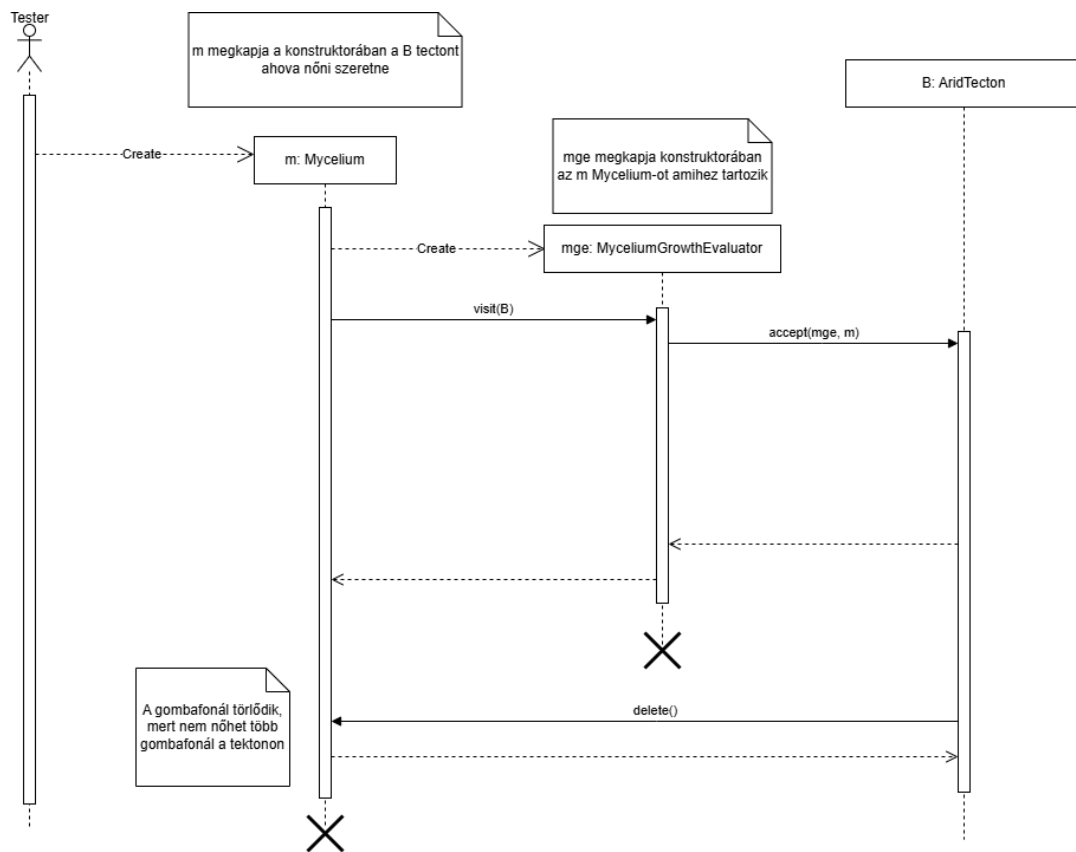 Tester
m megkapja a konstruktorában a B tectont
ahova nőni szeretne
B: AridTecton
Create
m: Mycelium
mge megkapja konstruktorában
az m Mycelium-ot amihez tartozik
Create
mge: MyceliumGrowthEvaluator
visit(B)
accept(mge, m)
A gombafonál törlődik,
mert nem nőhet több
gombafonál a tektonon
delete()